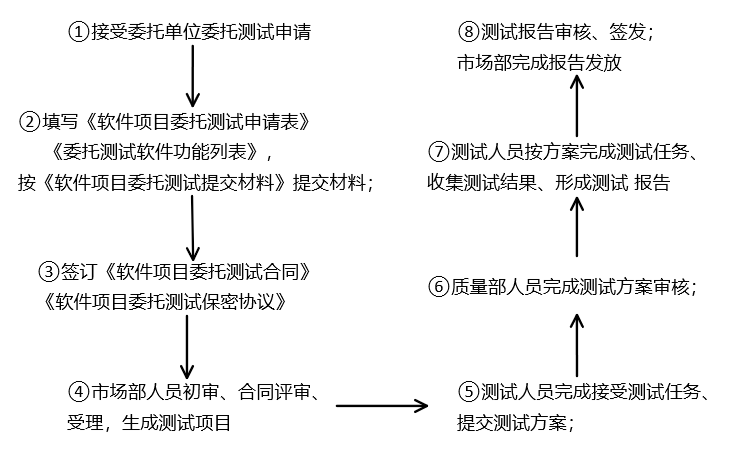 ①接受委托单位委托测试申请
②填写《软件项目委托测试申请表》
《委托测试软件功能列表》,
按《软件项目委托测试提交材料》提交材料；
③签订《软件项目委托测试合同》
《软件项目委托测试保密协议》
④市场部人员初审、合同评审、
受理，生成测试项目
⑤测试人员完成接受测试任务、
提交测试方案；
⑥质量部人员完成测试方案审核；
⑦测试人员按方案完成测试任务、
收集测试结果、形成测试 报告
⑧测试报告审核、签发；
市场部完成报告发放